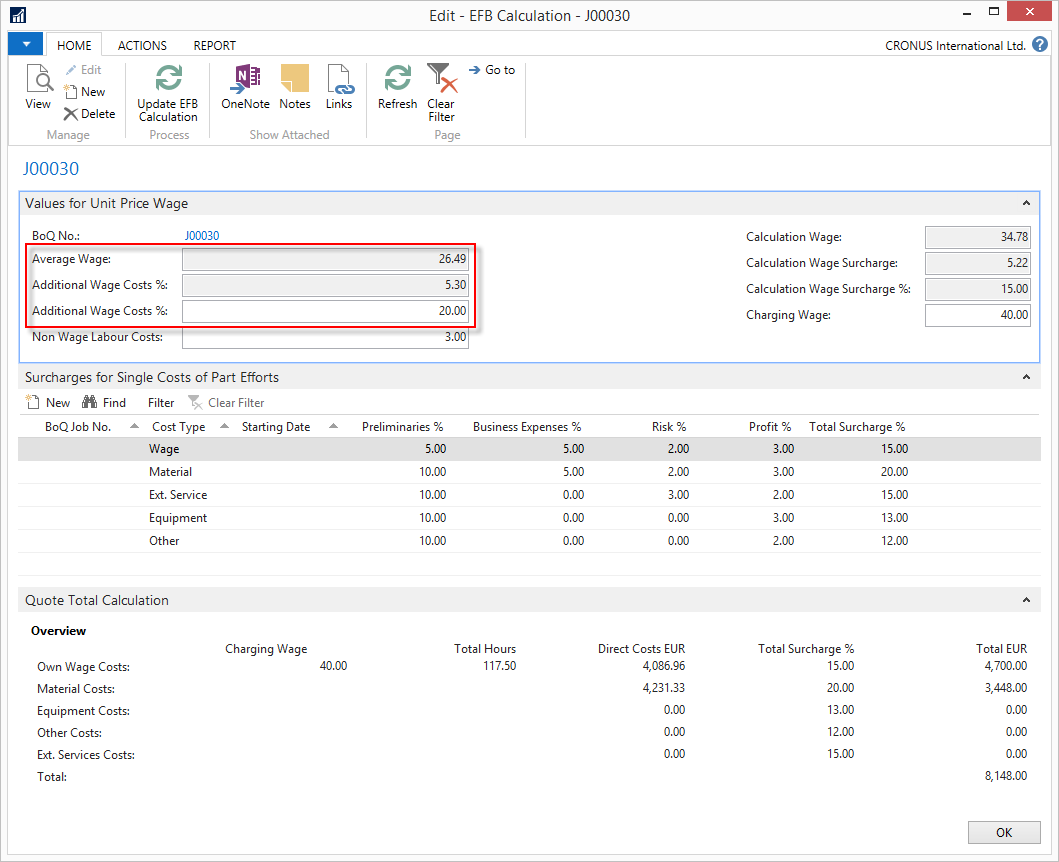 Edit - EFB Calculation - J00030
HOME ACTIONS REPORT CRONUS International Ltd. ?
View Edit New Delete Update EFB Calculation OneNote Notes Links Refresh Clear Filter Go to
Manage Process Show Attached Page
J00030
Values for Unit Price Wage
BoQ No.: J00030
Average Wage: 26.49
Additional Wage Costs %: 5.30
Additional Wage Costs %: 20.00
Non Wage Labour Costs: 3.00
Calculation Wage: 34.78
Calculation Wage Surcharge: 5.22
Calculation Wage Surcharge %: 15.00
Charging Wage: 40.00
Surcharges for Single Costs of Part Efforts
New Find Filter Clear Filter
BoQ Job No. Cost Type Starting Date Preliminaries % Business Expenses % Risk % Profit % Total Surcharge %
Wage 5.00 5.00 2.00 3.00 15.00
Material 10.00 5.00 2.00 3.00 20.00
Ext. Service 10.00 0.00 3.00 2.00 15.00
Equipment 10.00 0.00 0.00 3.00 13.00
Other 10.00 0.00 0.00 2.00 12.00
Quote Total Calculation
Overview
Charging Wage Total Hours Direct Costs EUR Total Surcharge % Total EUR
Own Wage Costs: 40.00 117.50 4,086.96 15.00 4,700.00
Material Costs: 4,231.33 20.00 3,448.00
Equipment Costs: 0.00 13.00 0.00
Other Costs: 0.00 12.00 0.00
Ext. Services Costs: 0.00 15.00 0.00
Total: 8,148.00
OK